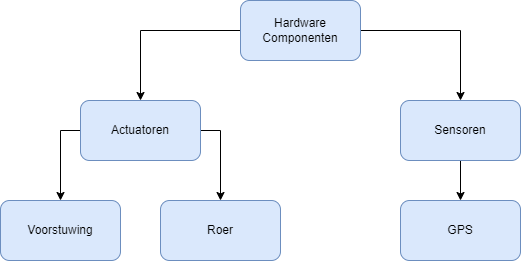 Hardware
Componenten
Actuatoren
Sensoren
Voorstuwing
Roer
GPS